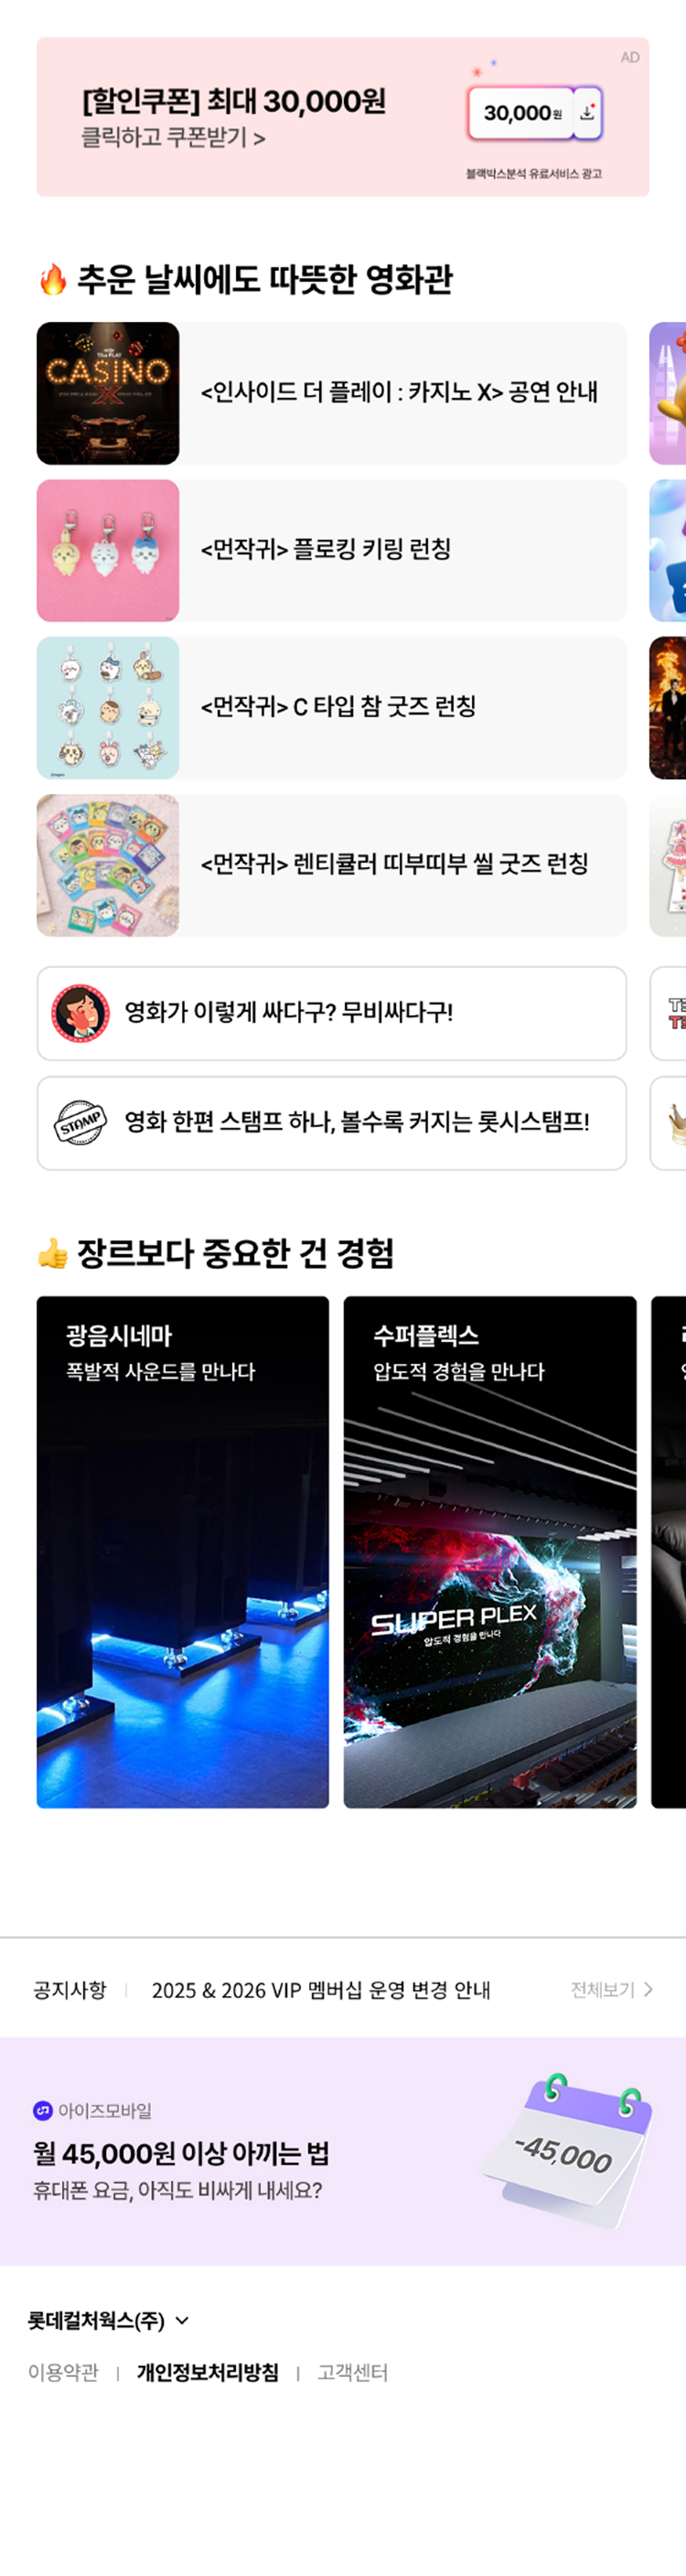 AD
[할인쿠폰] 최대 30,000원
클릭하고 쿠폰받기 >
30,000원
블랙박스분석 유료서비스 광고
추운 날씨에도 따뜻한 영화관
CASINO
X
<인사이드 더 플레이 : 카지노 X> 공연 안내
<먼작귀> 플로킹 키링 런칭
<먼작귀> C 타입 참 굿즈 런칭
<먼작귀> 렌티큘러 띠부띠부 씰 굿즈 런칭
영화가 이렇게 싸다구? 무비싸다구!
STAMP
영화 한편 스탬프 하나, 볼수록 커지는 롯시스탬프!
장르보다 중요한 건 경험
광음시네마
폭발적 사운드를 만나다
수퍼플렉스
압도적 경험을 만나다
SUPER PLEX
압도적 경험을 만나다
공지사항
2025 & 2026 VIP 멤버십 운영 변경 안내
전체보기 >
아이즈모바일
월 45,000원 이상 아끼는 법
휴대폰 요금, 아직도 비싸게 내세요?
-45,000
롯데컬처웍스(주)
이용약관 | 개인정보처리방침 | 고객센터